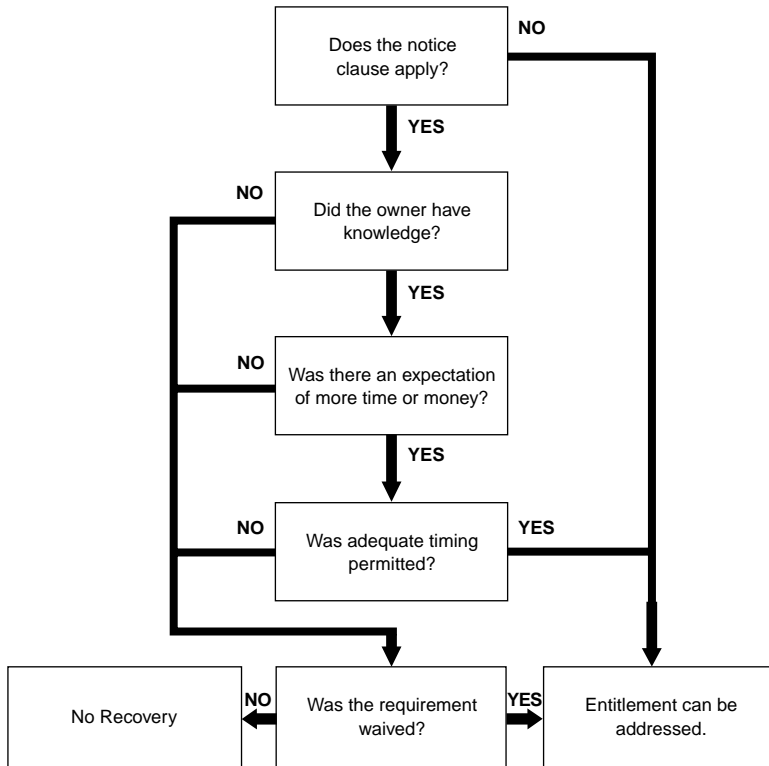 Does the notice
clause apply?
NO
YES
NO
Did the owner have
knowledge?
YES
NO
Was there an expectation
of more time or money?
YES
NO
Was adequate timing
permitted?
YES
No Recovery
NO
Was the requirement
waived?
YES
Entitlement can be
addressed.